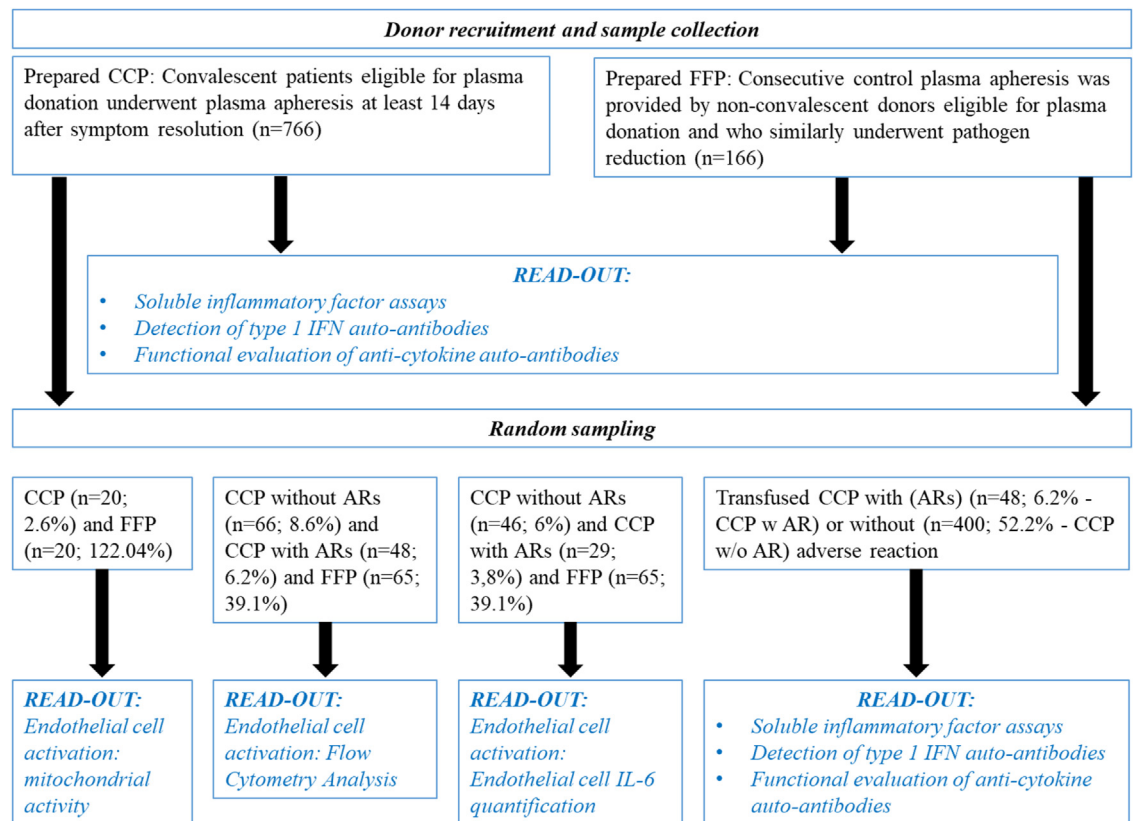 Donor recruitment and sample collection
Prepared CCP: Convalescent patients eligible for plasma
donation underwent plasma apheresis at least 14 days
after symptom resolution (n=766)
Prepared FFP: Consecutive control plasma apheresis was
provided by non-convalescent donors eligible for plasma
donation and who similarly underwent pathogen
reduction (n=166)
READ-OUT:
• Soluble inflammatory factor assays
• Detection of type 1 IFN auto-antibodies
• Functional evaluation of anti-cytokine auto-antibodies
Random sampling
CCP (n=20;
2.6%) and FFP
(n=20; 122.04%)
CCP without ARs
(n=66; 8.6%) and
CCP with ARs (n=48;
6.2%) and FFP (n=65;
39.1%)
CCP without ARs
(n=46; 6%) and CCP
with ARs (n=29;
3,8%) and FFP (n=65;
39.1%)
Transfused CCP with (ARs) (n=48; 6.2% -
CCP w AR) or without (n=400; 52.2% - CCP
w/o AR) adverse reaction
READ-OUT:
Endothelial cell
activation:
mitochondrial
activity
READ-OUT:
Endothelial cell
activation: Flow
Cytometry Analysis
READ-OUT:
Endothelial cell
activation:
Endothelial cell IL-6
quantification
READ-OUT:
• Soluble inflammatory factor assays
• Detection of type 1 IFN auto-antibodies
• Functional evaluation of anti-cytokine
auto-antibodies